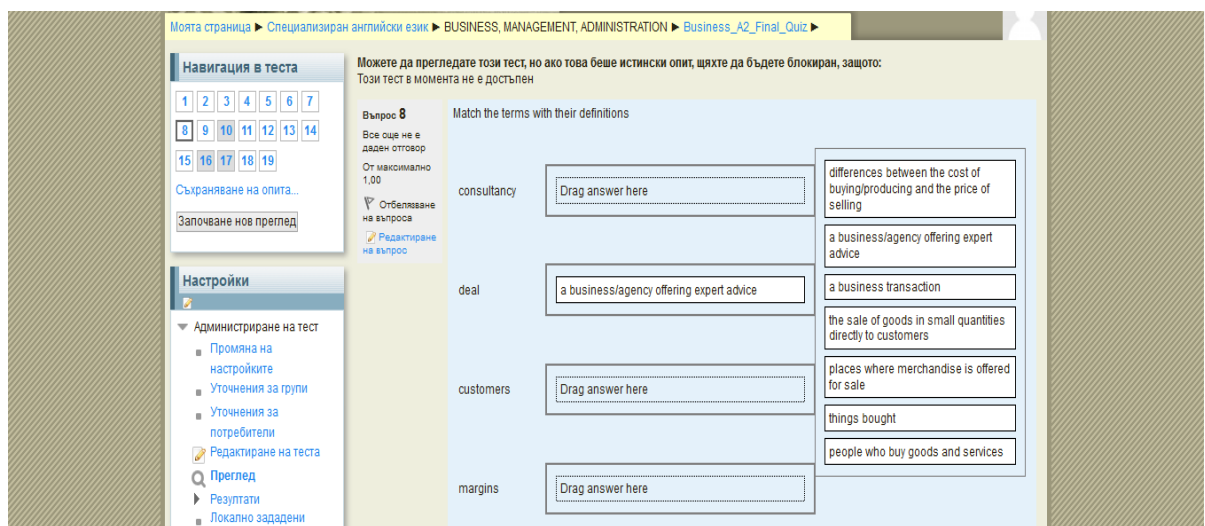 Моята страница ► Специализиран английски език ► BUSINESS, MANAGEMENT, ADMINISTRATION ► Business_A2_Final_Quiz ►
Навигация в теста
1 2 3 4 5 6 7
8 9 10 11 12 13 14
15 16 17 18 19
Съхраняване на опита...
Започване нов преглед
Настройки
Администриране на тест
Промяна на
настройките
Уточнения за групи
Уточнения за
потребители
Редактиране на теста
Преглед
Резултати
Локално зададени
Можете да прегледате този тест, но ако това беше истински опит, щяхте да бъдете блокиран, защото:
Този тест в момента не е достъпен
Въпрос 8
Все още не е
даден отговор
От максимално
1,00
Отбелязване
на въпроса
Редактиране
на въпрос
Match the terms with their definitions
consultancy
Drag answer here
deal
a business/agency offering expert advice
customers
Drag answer here
margins
Drag answer here
differences between the cost of
buying/producing and the price of
selling
a business/agency offering expert
advice
a business transaction
the sale of goods in small quantities
directly to customers
places where merchandise is offered
for sale
things bought
people who buy goods and services